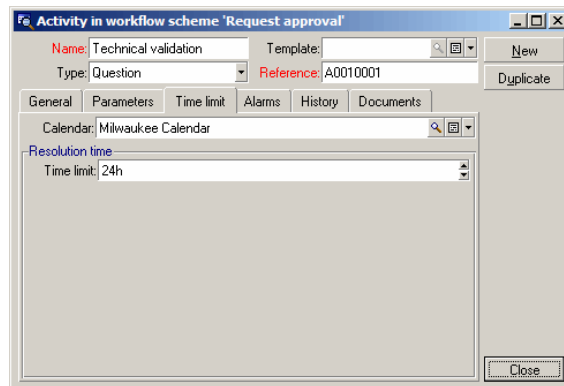 Activity in workflow scheme 'Request approval'
Name: Technical validation Template: New
Type: Question Reference: A0010001 Duplicate
General Parameters Time limit Alarms History Documents
Calendar: Milwaukee Calendar
Resolution time
Time limit: 24h
Close